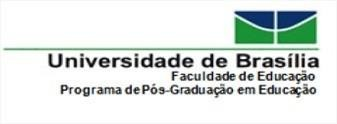 Universidade de Brasília
Faculdade de Educação
Programa de Pós-Graduação em Educação